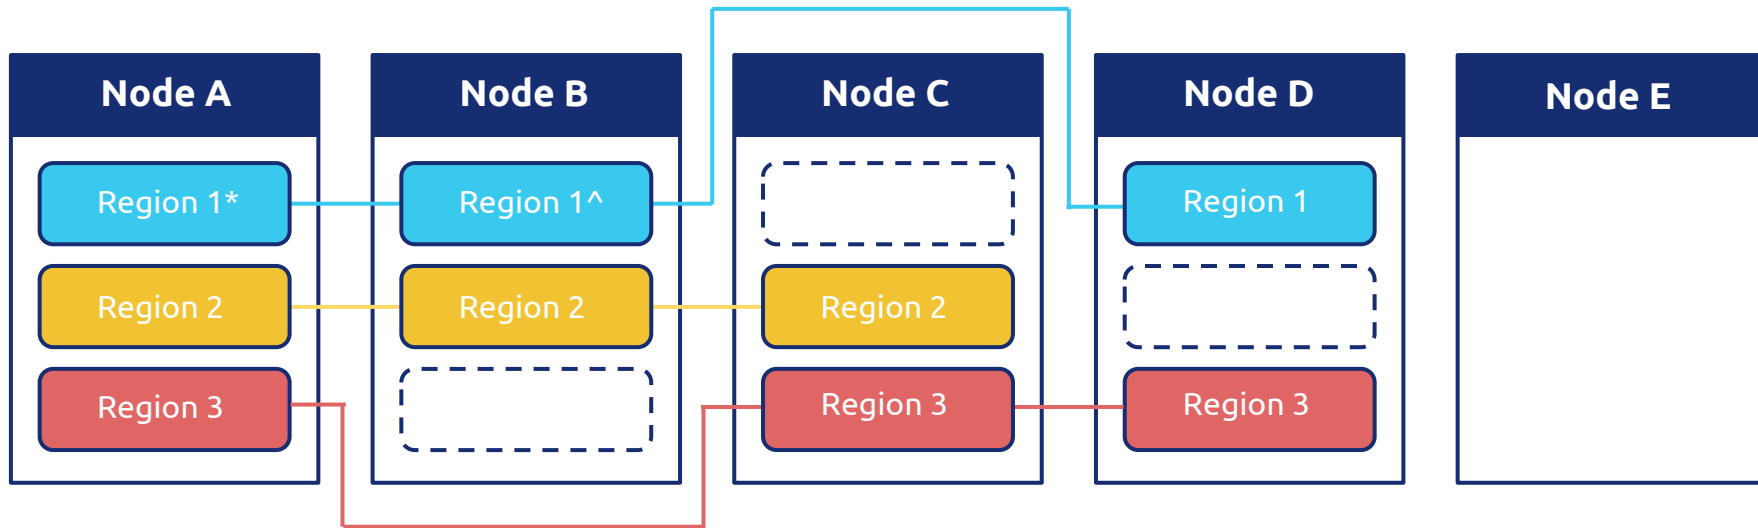 Node A
Node B
Node C
Node D
Node E
Region 1*
Region 1^
Region 1
Region 2
Region 2
Region 2
Region 3
Region 3
Region 3